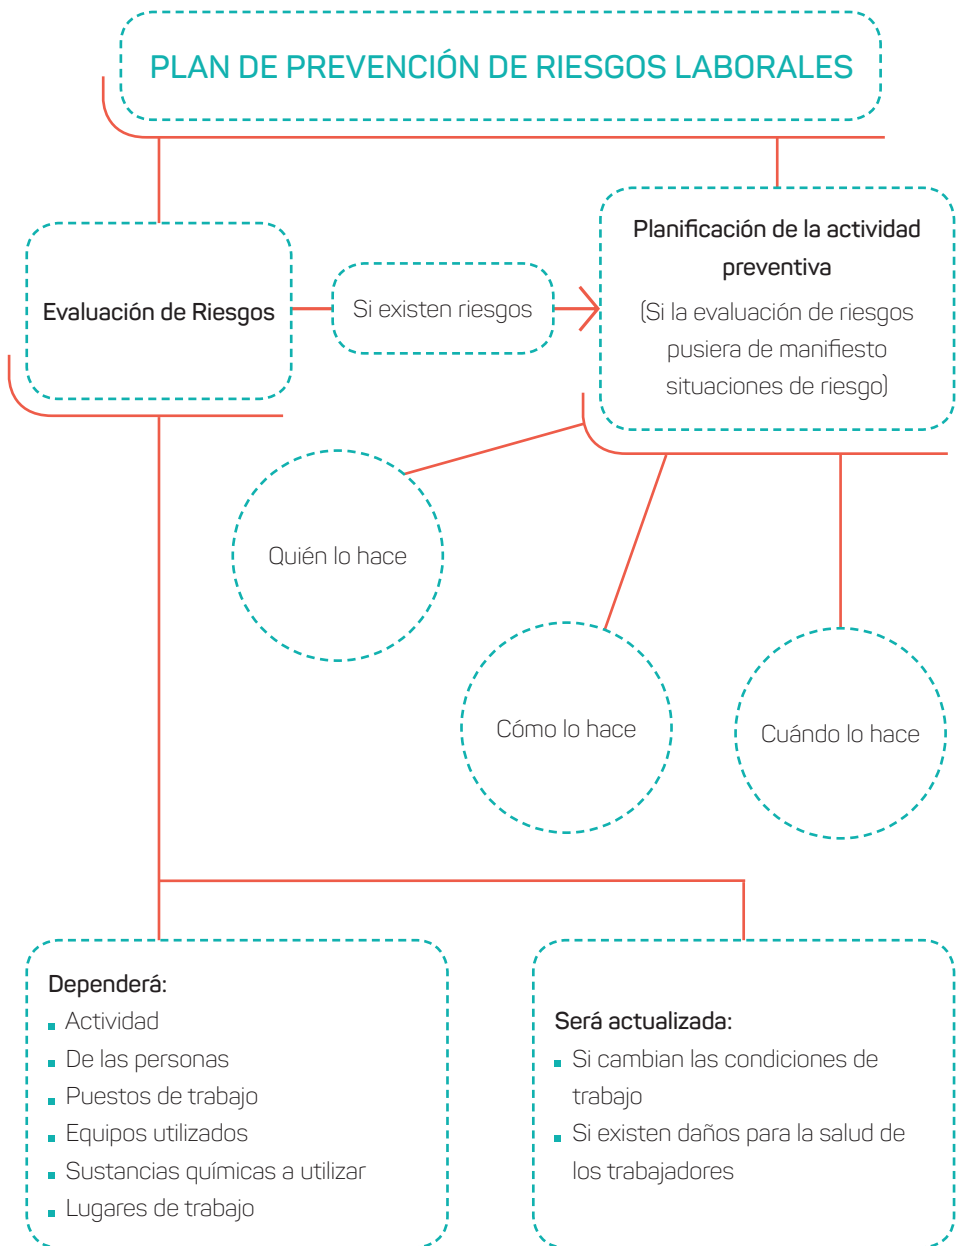 PLAN DE PREVENCIÓN DE RIESGOS LABORALES
Evaluación de Riesgos
Si existen riesgos
Planificación de la actividad
preventiva
(Si la evaluación de riesgos
pusiera de manifiesto
situaciones de riesgo)
Quién lo hace
Cómo lo hace
Cuándo lo hace
Dependerá:
Actividad
De las personas
Puestos de trabajo
Equipos utilizados
Sustancias químicas a utilizar
Lugares de trabajo
Será actualizada:
Si cambian las condiciones de
trabajo
Si existen daños para la salud de
los trabajadores